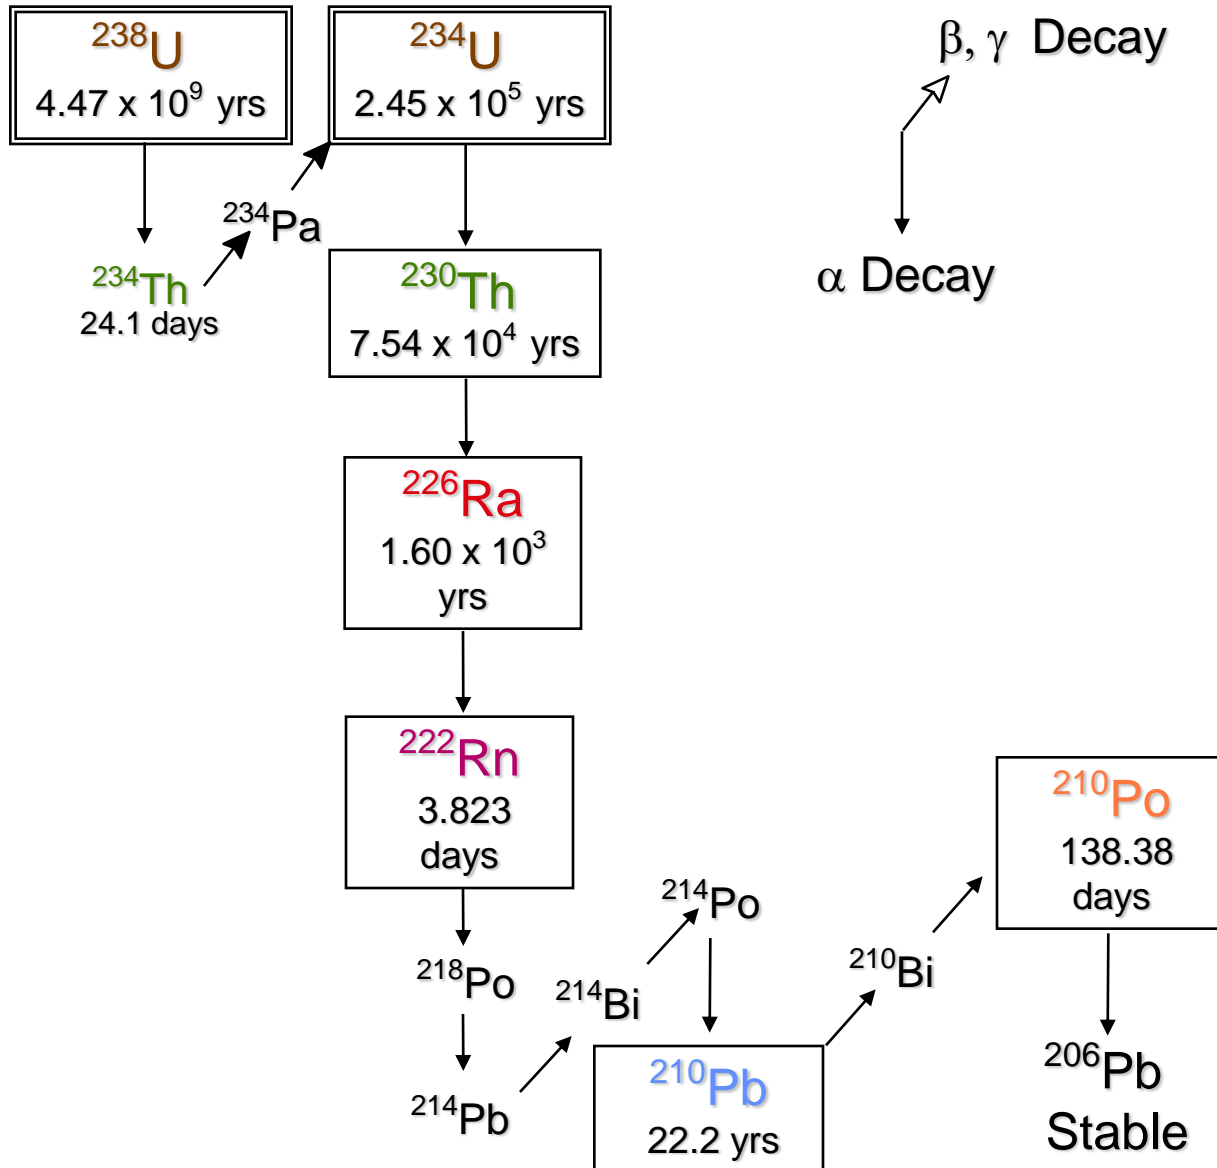 ²³⁸U
4.47 x 10⁹ yrs
²³⁴U
2.45 x 10⁵ yrs
β, γ Decay
α Decay
²³⁴Pa
²³⁴Th
24.1 days
²³⁰Th
7.54 x 10⁴ yrs
²²⁶Ra
1.60 x 10³
yrs
²²²Rn
3.823
days
²¹⁸Po
²¹⁴Pb
²¹⁴Bi
²¹⁴Po
²¹⁰Pb
22.2 yrs
²¹⁰Bi
²¹⁰Po
138.38
days
²⁰⁶Pb
Stable